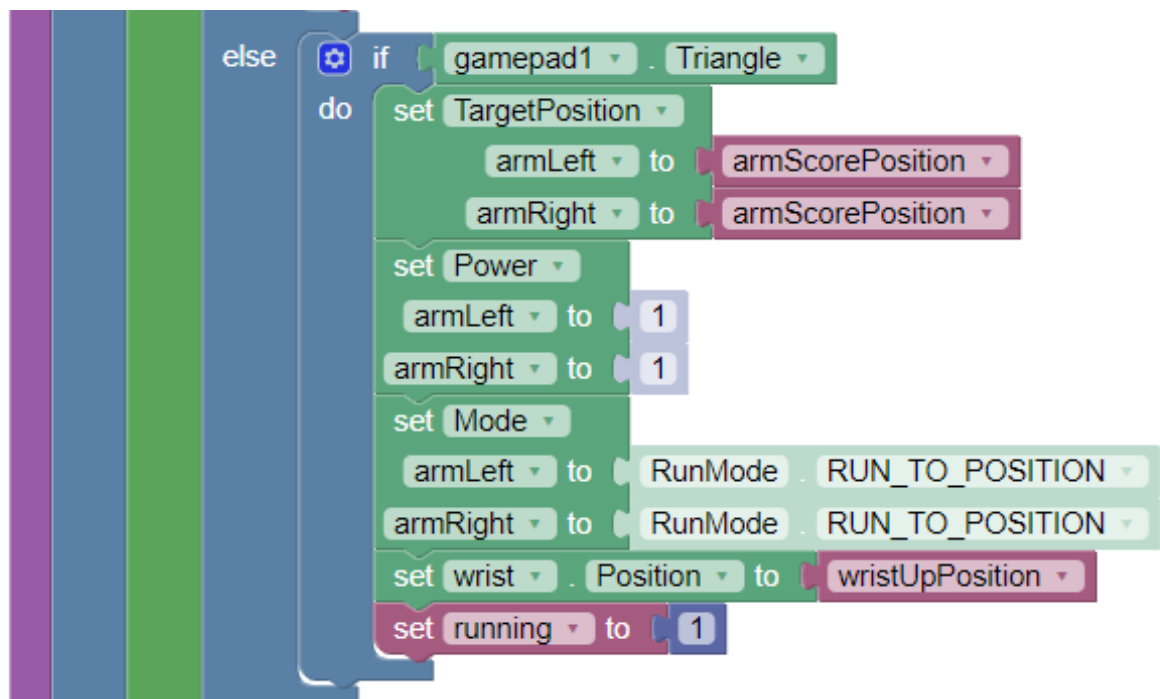 else if gamepad1 . Triangle
do set TargetPosition
armLeft to armScorePosition
armRight to armScorePosition
set Power
armLeft to 1
armRight to 1
set Mode
armLeft to RunMode . RUN_TO_POSITION
armRight to RunMode . RUN_TO_POSITION
set wrist . Position to wristUpPosition
set running to 1